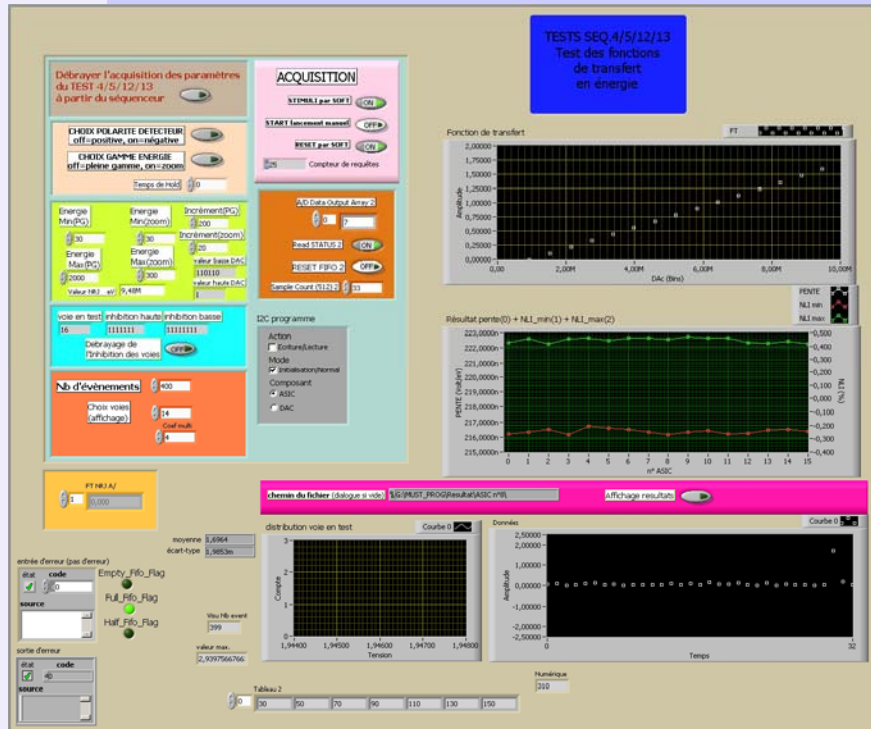 TESTS SEQ.4/5/12/13
Test des fonctions
de transfert
en énergie
Débrayer l'acquisition des paramètres
du TEST 4/5/12/13
à partir du séquenceur
ACQUISITION
STIMULI par SOFT ON
START lancement manuel OFF
RESET par SOFT ON
25 Compteur de requêtes
CHOIX POLARITE DETECTEUR
off=positive, on=négative
CHOIX GAMME ENERGIE
off=pleine gamme, on=zoom
Temps de Hold 0
Energie Min(PG)
30
Energie Min(zoom)
30
Incrément(PG)
200
Incrément(zoom)
20
Energie Max(PG)
2000
Energie Max(zoom)
300
valeur basse DAC
110110
valeur haute DAC
1
Valeur NRJ eV 9,48M
A/D Data Output Array 2
0 7
Read STATUS 2 ON
RESET FIFO 2 OFF
Sample Count (512) 2 33
voie en test inhibition haute inhibition basse
16 1111111 11111111
Debrayage de
l'Inhibition des voies OFF
I2C programme
Action
Ecriture/Lecture
Mode
Initialisation/Normal
Composant
ASIC
DAC
Nb d'évènements 400
Choix voies
(affichage) 14
Coef multi
4
Fonction de transfert
FT
Amplitude
2,00000
1,75000
1,50000
1,25000
1,00000
0,75000
0,50000
0,25000
0,00000
0,00 2,00M 4,00M 6,00M 8,00M 10,00M
DAc (Bins)
PENTE
NLI min
NLI max
Résultat pente(0) + NLI_min(1) + NLI_max(2)
PENTE (Volt/eV)
223,0000n
222,0000n
221,0000n
220,0000n
219,0000n
218,0000n
217,0000n
216,0000n
215,0000n
0,500
0,400
0,300
0,200
0,100
0,000
-0,100
-0,200
-0,300
-0,400
NLI (%)
0 1 2 3 4 5 6 7 8 9 10 11 12 13 14 15
n° ASIC
FT NRJ A/
1 0,000
chemin du fichier (dialogue si vide) G:\MUST_PROG\Resultat\ASIC n°8\
Affichage resultats
moyenne 1,6964
écart-type 1,9853m
distribution voie en test
Courbe 0
Compte
3
2
1
0
1,94400 1,94500 1,94600 1,94700 1,94800
Tension
Données
Courbe 0
Amplitude
2,50000
2,00000
1,00000
0,00000
-1,00000
-2,50000
0 32
Temps
entrée d'erreur (pas d'erreur)
état code
0
source
Empty_Fifo_Flag
Full_Fifo_Flag
Half_Fifo_Flag
Visu Nb event
399
valeur max.
2,9397566766
sortie d'erreur
état code
40
source
Numérique
310
Tableau 2
0 30 50 70 90 110 130 150